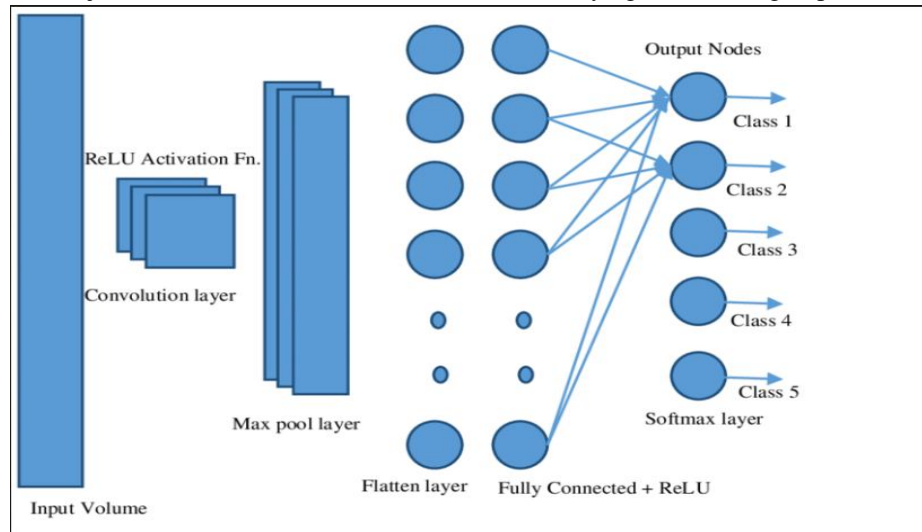 Output Nodes
Class 1
ReLU Activation Fn.
Class 2
Class 3
Convolution layer
Class 4
Class 5
Max pool layer
Softmax layer
Flatten layer
Fully Connected + ReLU
Input Volume